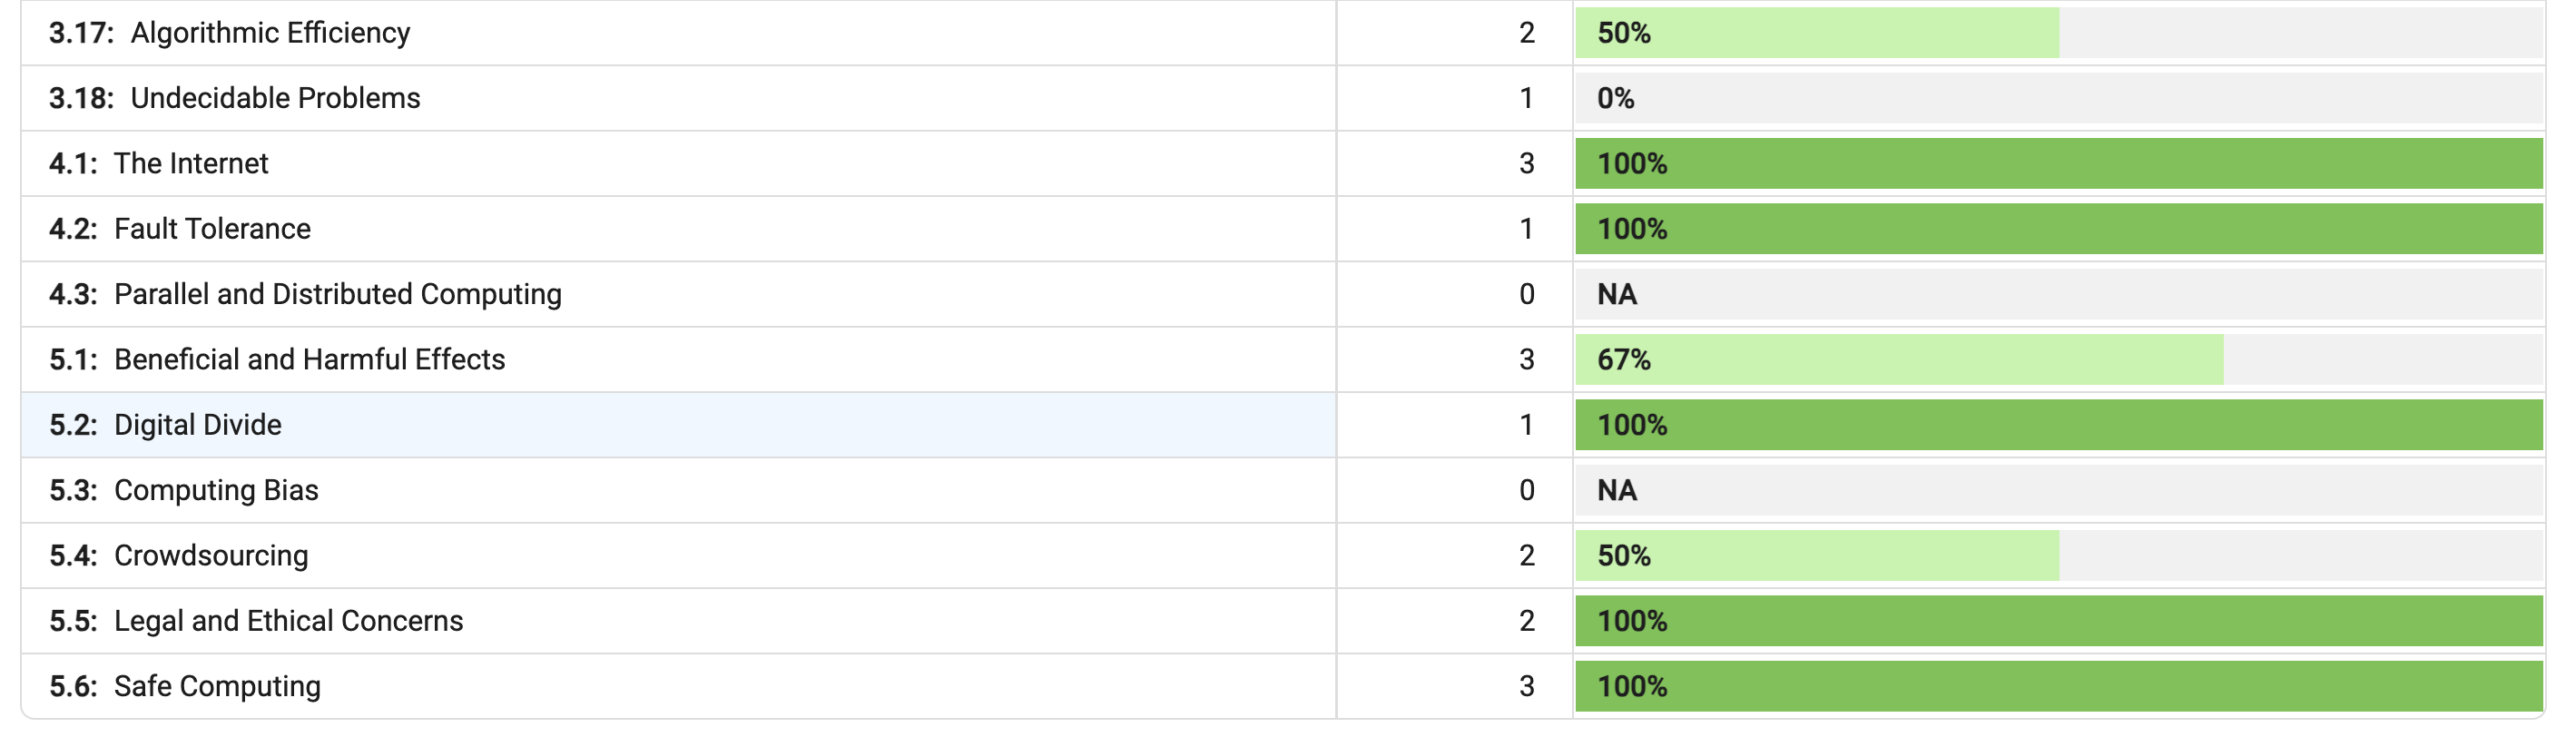 3.17: Algorithmic Efficiency 2 50%
3.18: Undecidable Problems 1 0%
4.1: The Internet 3 100%
4.2: Fault Tolerance 1 100%
4.3: Parallel and Distributed Computing 0 NA
5.1: Beneficial and Harmful Effects 3 67%
5.2: Digital Divide 1 100%
5.3: Computing Bias 0 NA
5.4: Crowdsourcing 2 50%
5.5: Legal and Ethical Concerns 2 100%
5.6: Safe Computing 3 100%